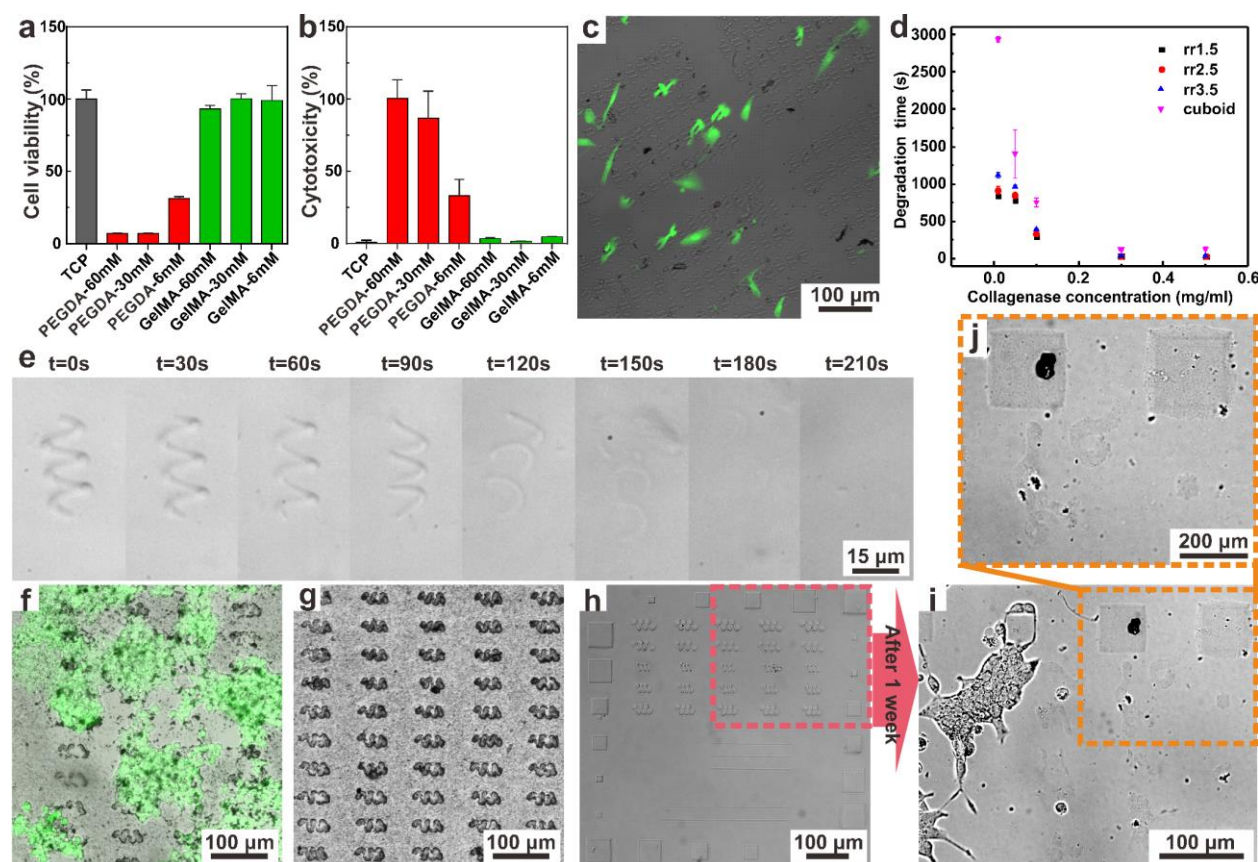 a
150
100
50
0
Cell viability (%)
TCP
PEGDA-60mM
PEGDA-30mM
PEGDA-6mM
GelMA-60mM
GelMA-30mM
GelMA-6mM
b
150
100
50
0
Cytotoxicity (%)
TCP
PEGDA-60mM
PEGDA-30mM
PEGDA-6mM
GelMA-60mM
GelMA-30mM
GelMA-6mM
c
100 μm
d
3000
2500
2000
1500
1000
500
0
Degradation time (s)
rr1.5
rr2.5
rr3.5
cuboid
0.0 0.2 0.4 0.6
Collagenase concentration (mg/ml)
e
t=0s t=30s t=60s t=90s t=120s t=150s t=180s t=210s
15 μm
j
200 μm
f
100 μm
g
100 μm
h
100 μm
After 1 week
i
100 μm